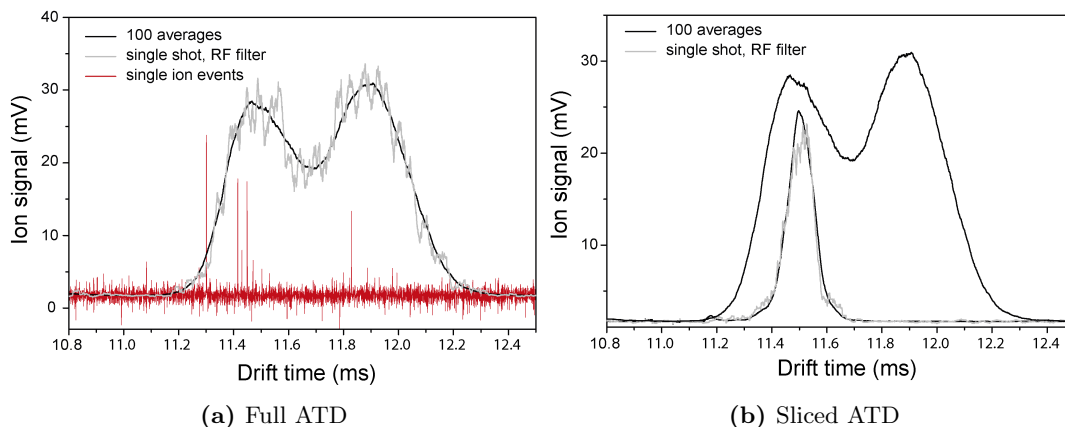 40
30
20
10
0
Ion signal (mV)
100 averages
single shot, RF filter
single ion events
10.8 11.0 11.2 11.4 11.6 11.8 12.0 12.2 12.4
Drift time (ms)
(a) Full ATD
30
20
10
Ion signal (mV)
100 averages
single shot, RF filter
10.8 11.0 11.2 11.4 11.6 11.8 12.0 12.2 12.4
Drift time (ms)
(b) Sliced ATD